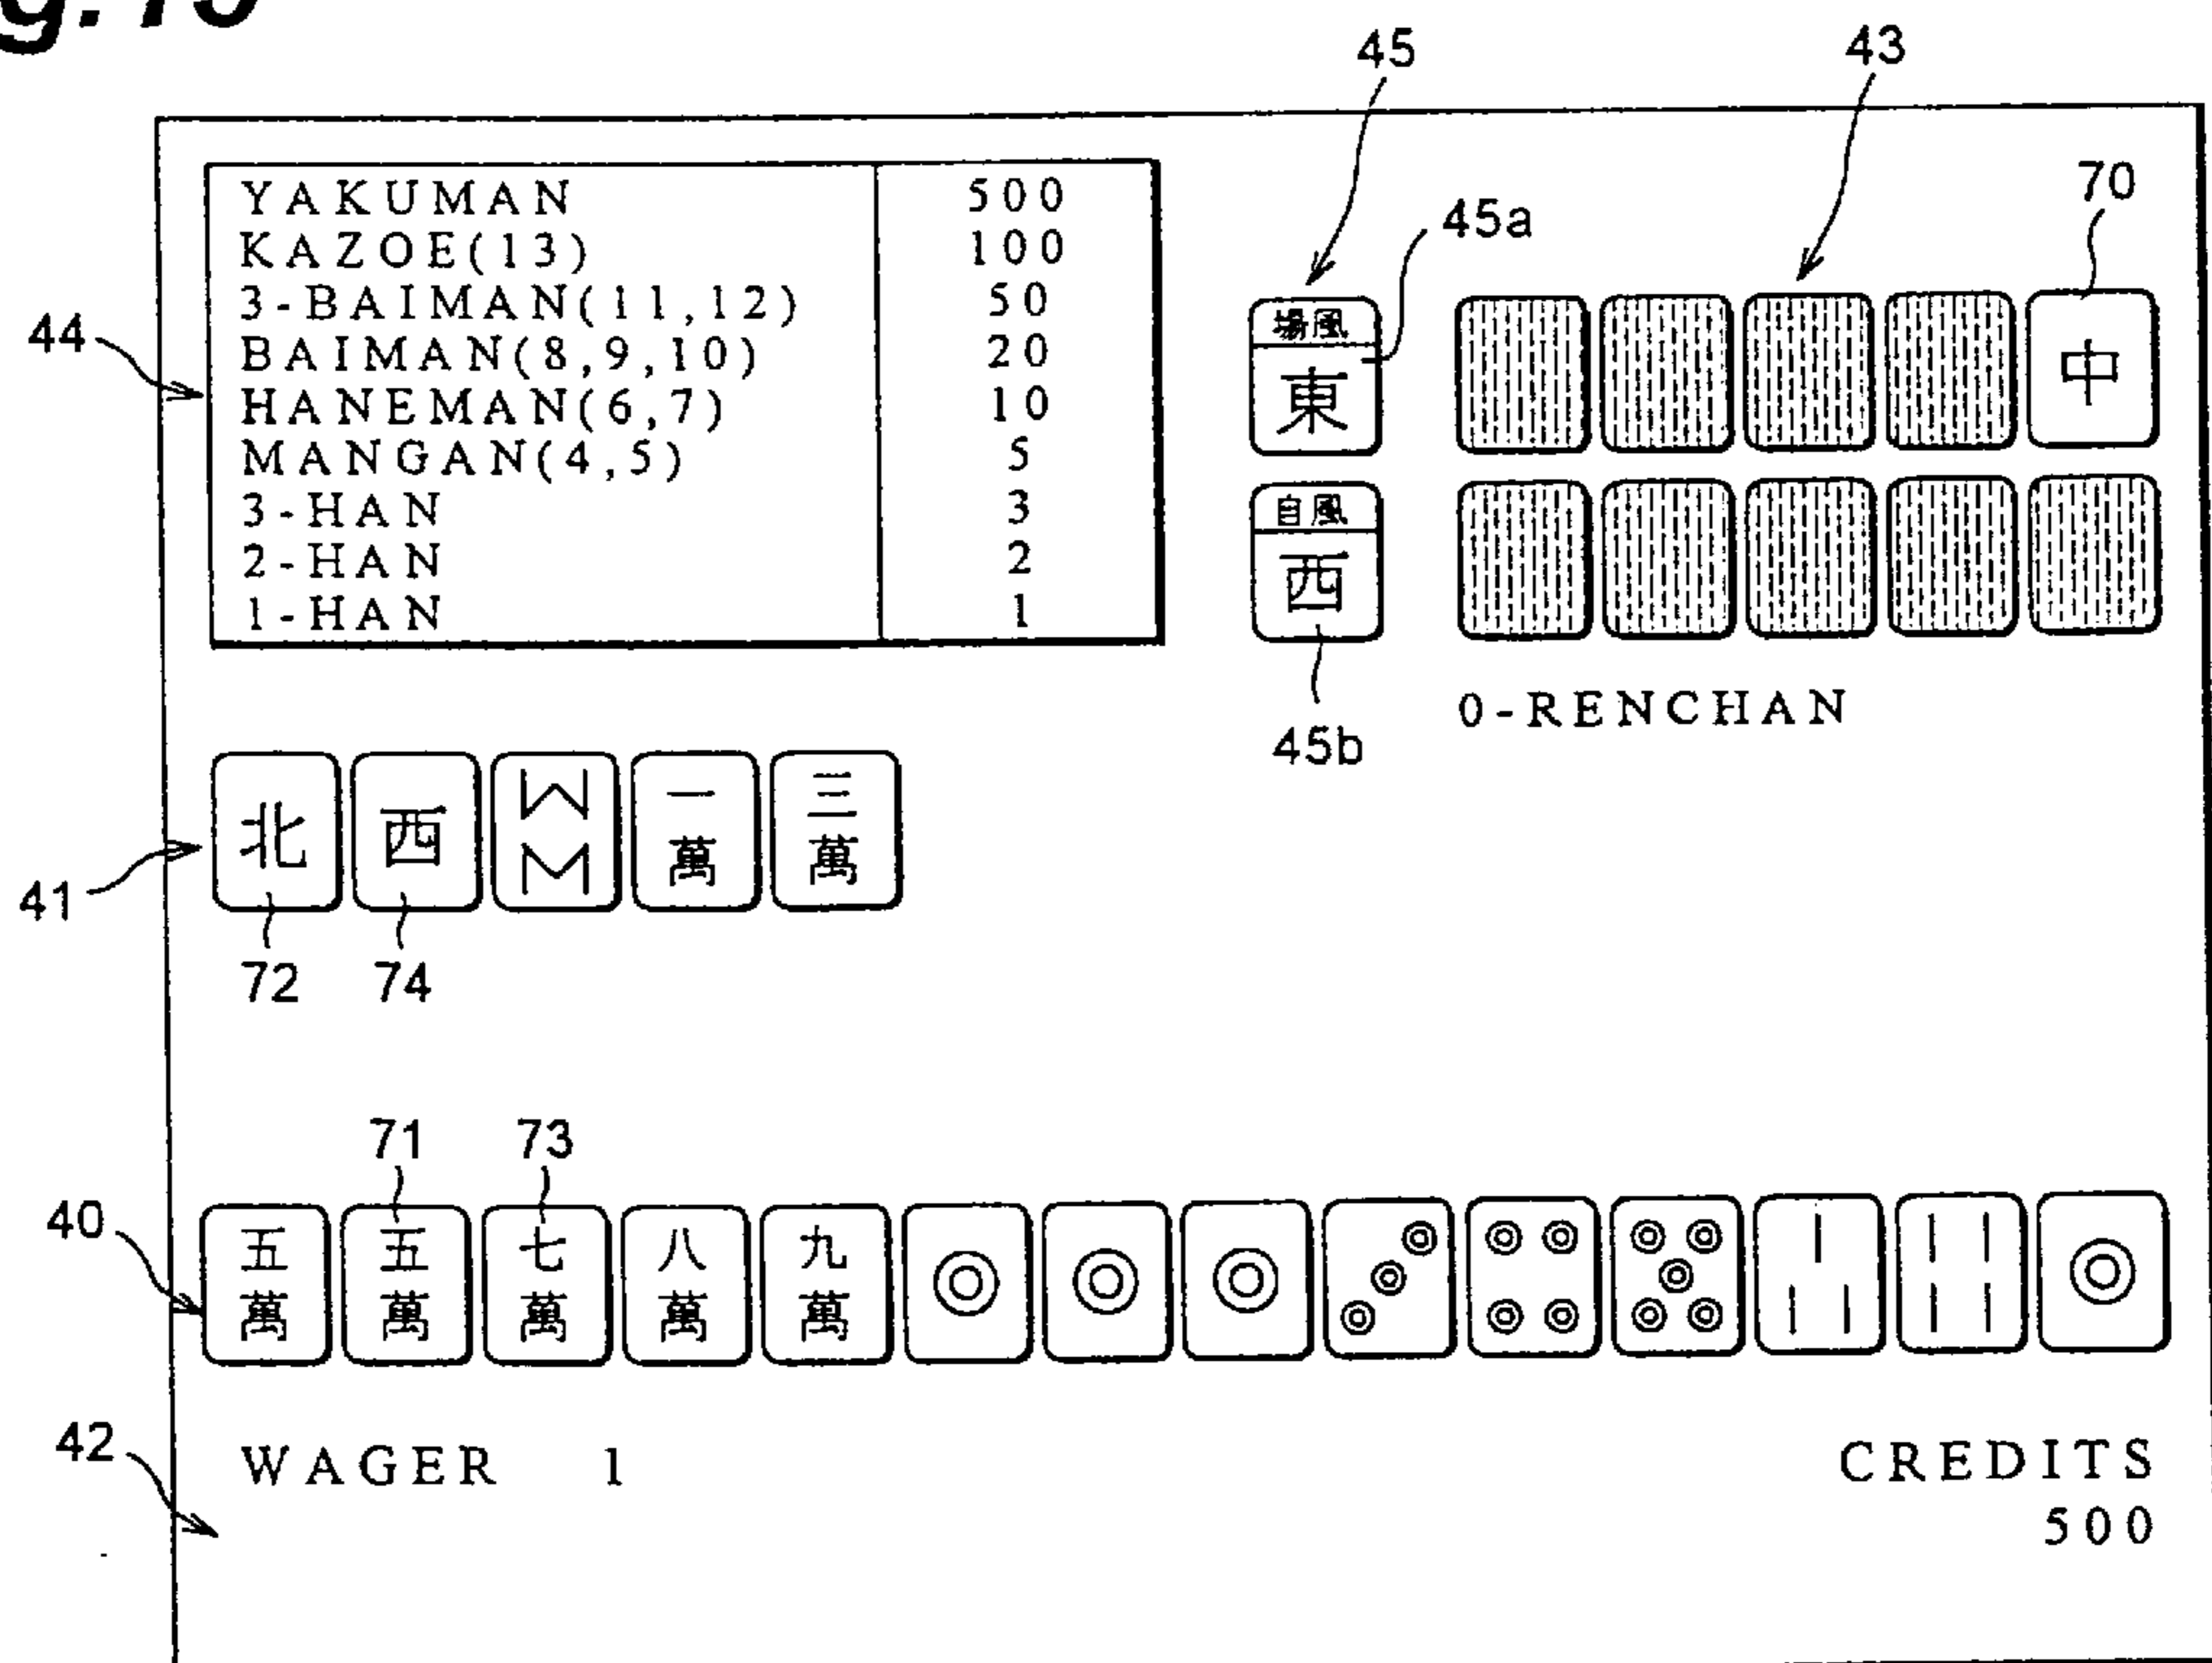 g. 15
45 43
70
45a
YAKUMAN 500
KAZOE(13) 100
3-BAIMAN(11,12) 50
BAIMAN(8,9,10) 20
HANEMAN(6,7) 10
MANGAN(4,5) 5
3-HAN 3
2-HAN 2
1-HAN 1
44
場風
東
中
自風
西
45b
0-RENCHAN
北 西 一萬 三萬
41
72 74
71 73
40
五萬 五萬 七萬 八萬 九萬
42
WAGER 1
CREDITS
500